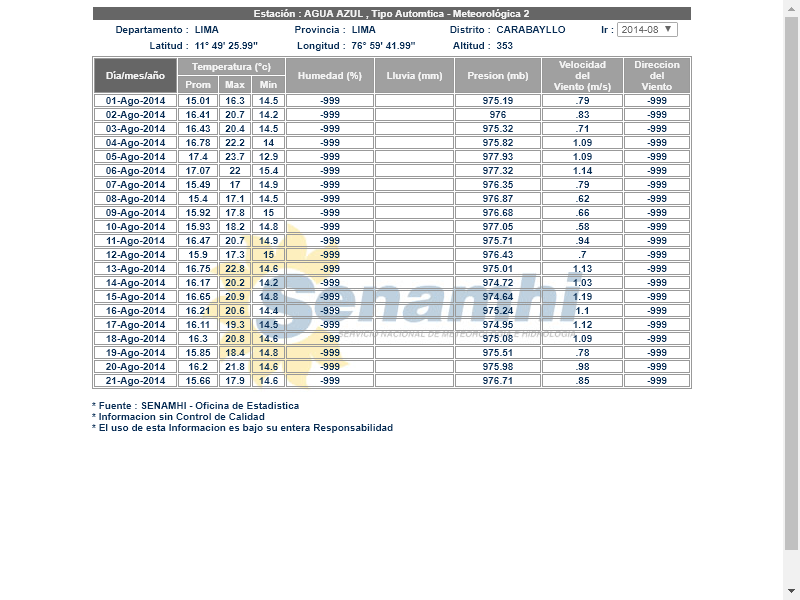 Estación : AGUA AZUL , Tipo Automtica - Meteorológica 2
Departamento : LIMA Provincia : LIMA Distrito : CARABAYLLO Ir : 2014-08
Latitud : 11° 49' 25.99" Longitud : 76° 59' 41.99" Altitud : 353
Día/mes/año Temperatura (°c) Prom Max Min Humedad (%) Lluvia (mm) Presion (mb) Velocidad del Viento (m/s) Direccion del Viento
01-Ago-2014 15.01 16.3 14.5 -999 975.19 .79 -999
02-Ago-2014 16.41 20.7 14.2 -999 976 .83 -999
03-Ago-2014 16.43 20.4 14.5 -999 975.32 .71 -999
04-Ago-2014 16.78 22.2 14 -999 975.82 1.09 -999
05-Ago-2014 17.4 23.7 12.9 -999 977.93 1.09 -999
06-Ago-2014 17.07 22 15.4 -999 977.32 1.14 -999
07-Ago-2014 15.49 17 14.9 -999 976.35 .79 -999
08-Ago-2014 15.4 17.1 14.5 -999 976.87 .62 -999
09-Ago-2014 15.92 17.8 15 -999 976.68 .66 -999
10-Ago-2014 15.93 18.2 14.8 -999 977.05 .58 -999
11-Ago-2014 16.47 20.7 14.9 -999 975.71 .94 -999
12-Ago-2014 15.9 17.3 15 -999 976.43 .7 -999
13-Ago-2014 16.75 22.8 14.6 -999 975.01 1.13 -999
14-Ago-2014 16.17 20.2 14.2 -999 974.72 1.03 -999
15-Ago-2014 16.65 20.9 14.8 -999 974.64 1.19 -999
16-Ago-2014 16.21 20.6 14.4 -999 975.24 1.1 -999
17-Ago-2014 16.11 19.3 14.5 -999 974.95 1.12 -999
18-Ago-2014 16.3 20.8 14.6 -999 975.08 1.09 -999
19-Ago-2014 15.85 18.4 14.8 -999 975.51 .78 -999
20-Ago-2014 16.2 21.8 14.6 -999 975.98 .98 -999
21-Ago-2014 15.66 17.9 14.6 -999 976.71 .85 -999
Senamhi
SERVICIO NACIONAL DE METEOROLOGIA E HIDROLOGIA
* Fuente : SENAMHI - Oficina de Estadistica
* Informacion sin Control de Calidad
* El uso de esta Informacion es bajo su entera Responsabilidad